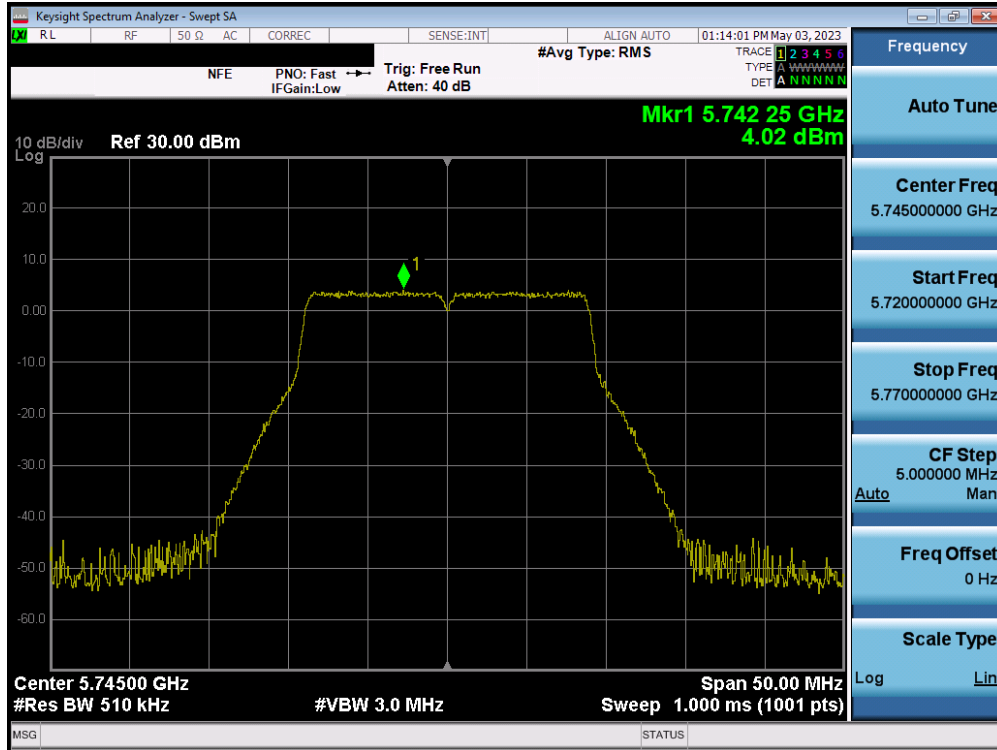 Keysight Spectrum Analyzer - Swept SA
LXI RL RF 50 Ω AC CORREC SENSE:INT ALIGN AUTO 01:14:01 PM May 03, 2023
#Avg Type: RMS TRACE 1 2 3 4 5 6
NFE PNO: Fast Trig: Free Run TYPE A WWWWW
IFGain:Low Atten: 40 dB DET A N N N N N
Mkr1 5.742 25 GHz
4.02 dBm
10 dB/div Ref 30.00 dBm
Log
20.0
10.0
1
0.00
-10.0
-20.0
-30.0
-40.0
-50.0
-60.0
Center 5.74500 GHz Span 50.00 MHz
#Res BW 510 kHz #VBW 3.0 MHz Sweep 1.000 ms (1001 pts)
MSG STATUS
Frequency
Auto Tune
Center Freq
5.745000000 GHz
Start Freq
5.720000000 GHz
Stop Freq
5.770000000 GHz
CF Step
5.000000 MHz
Auto Man
Freq Offset
0 Hz
Scale Type
Log Lin